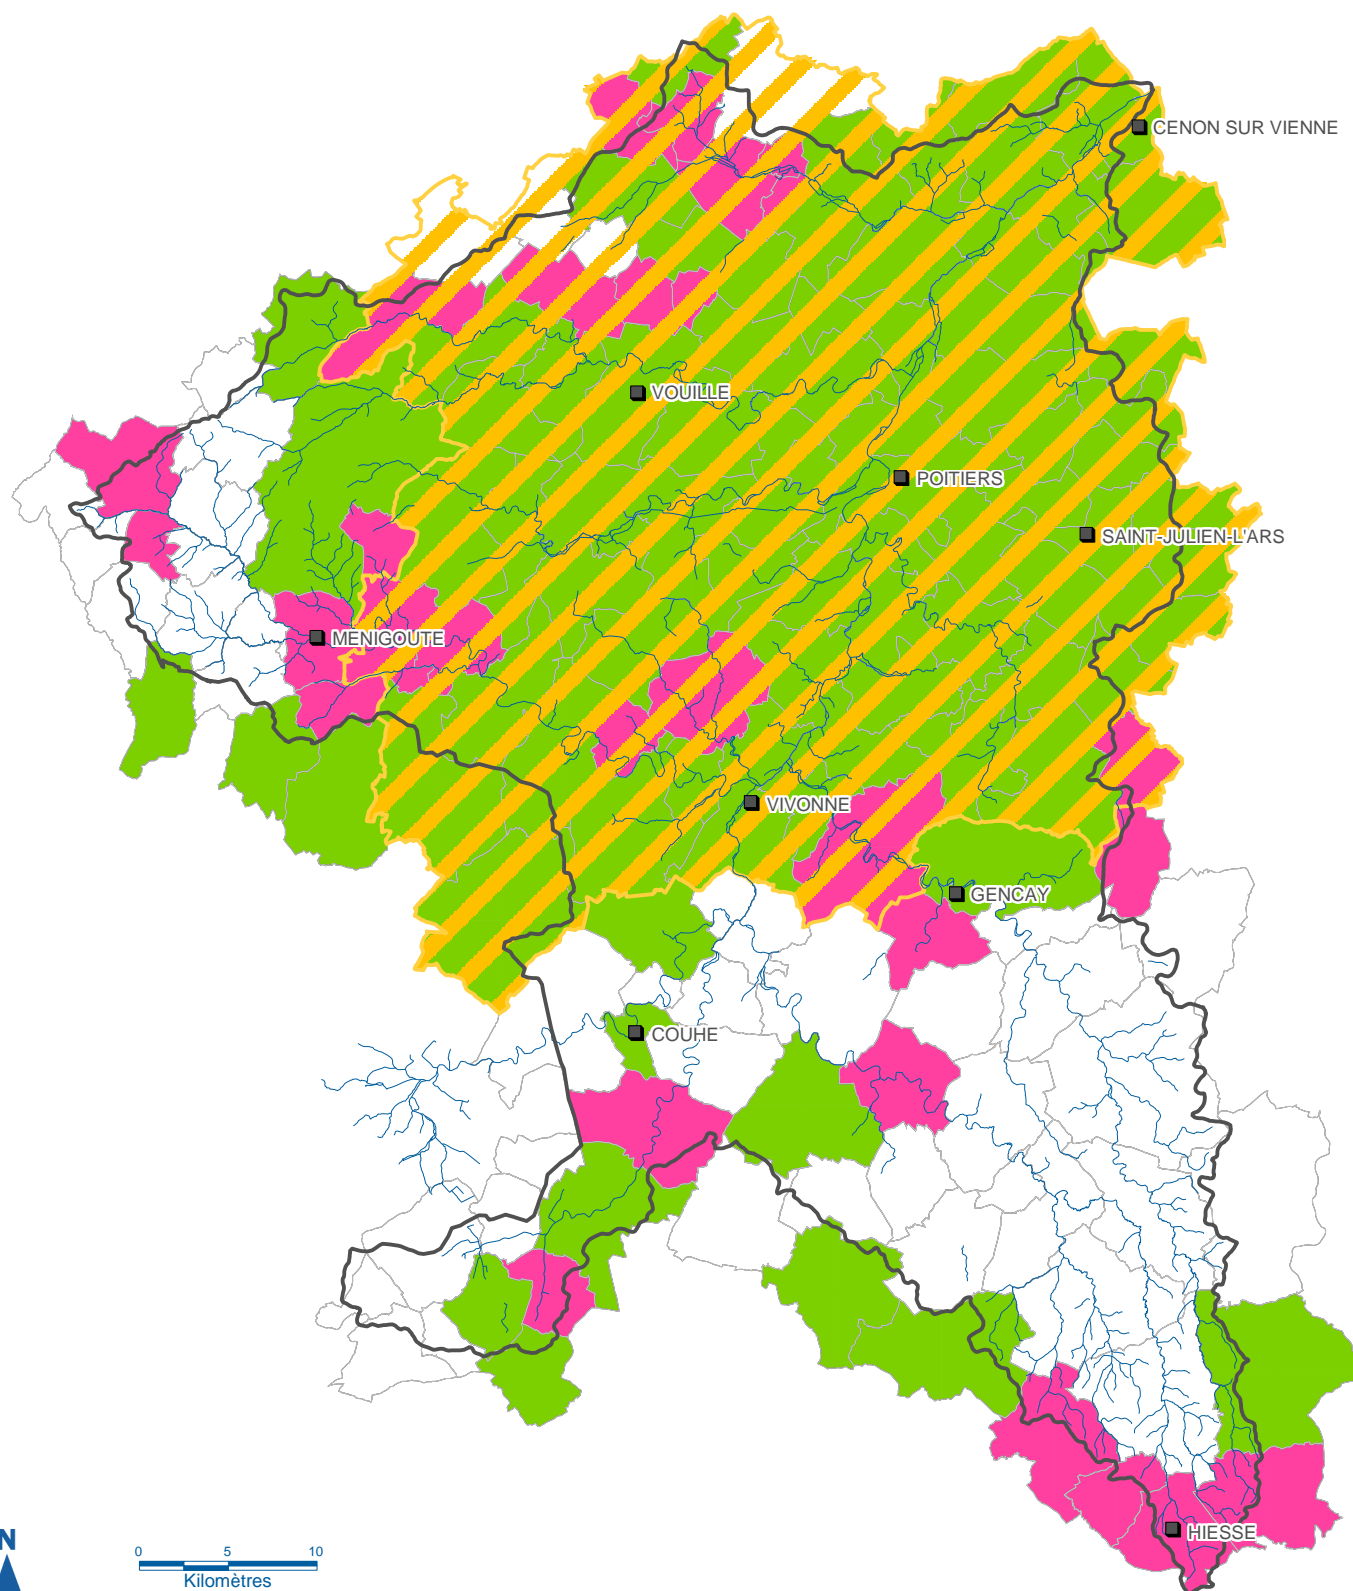 CENON SUR VIENNE
VOUILLE
POITIERS
SAINT-JULIEN-L'ARS
MENIGOUTE
VIVONNE
GENCAY
COUHE
HIESSE
N
0 5 10
Kilomètres